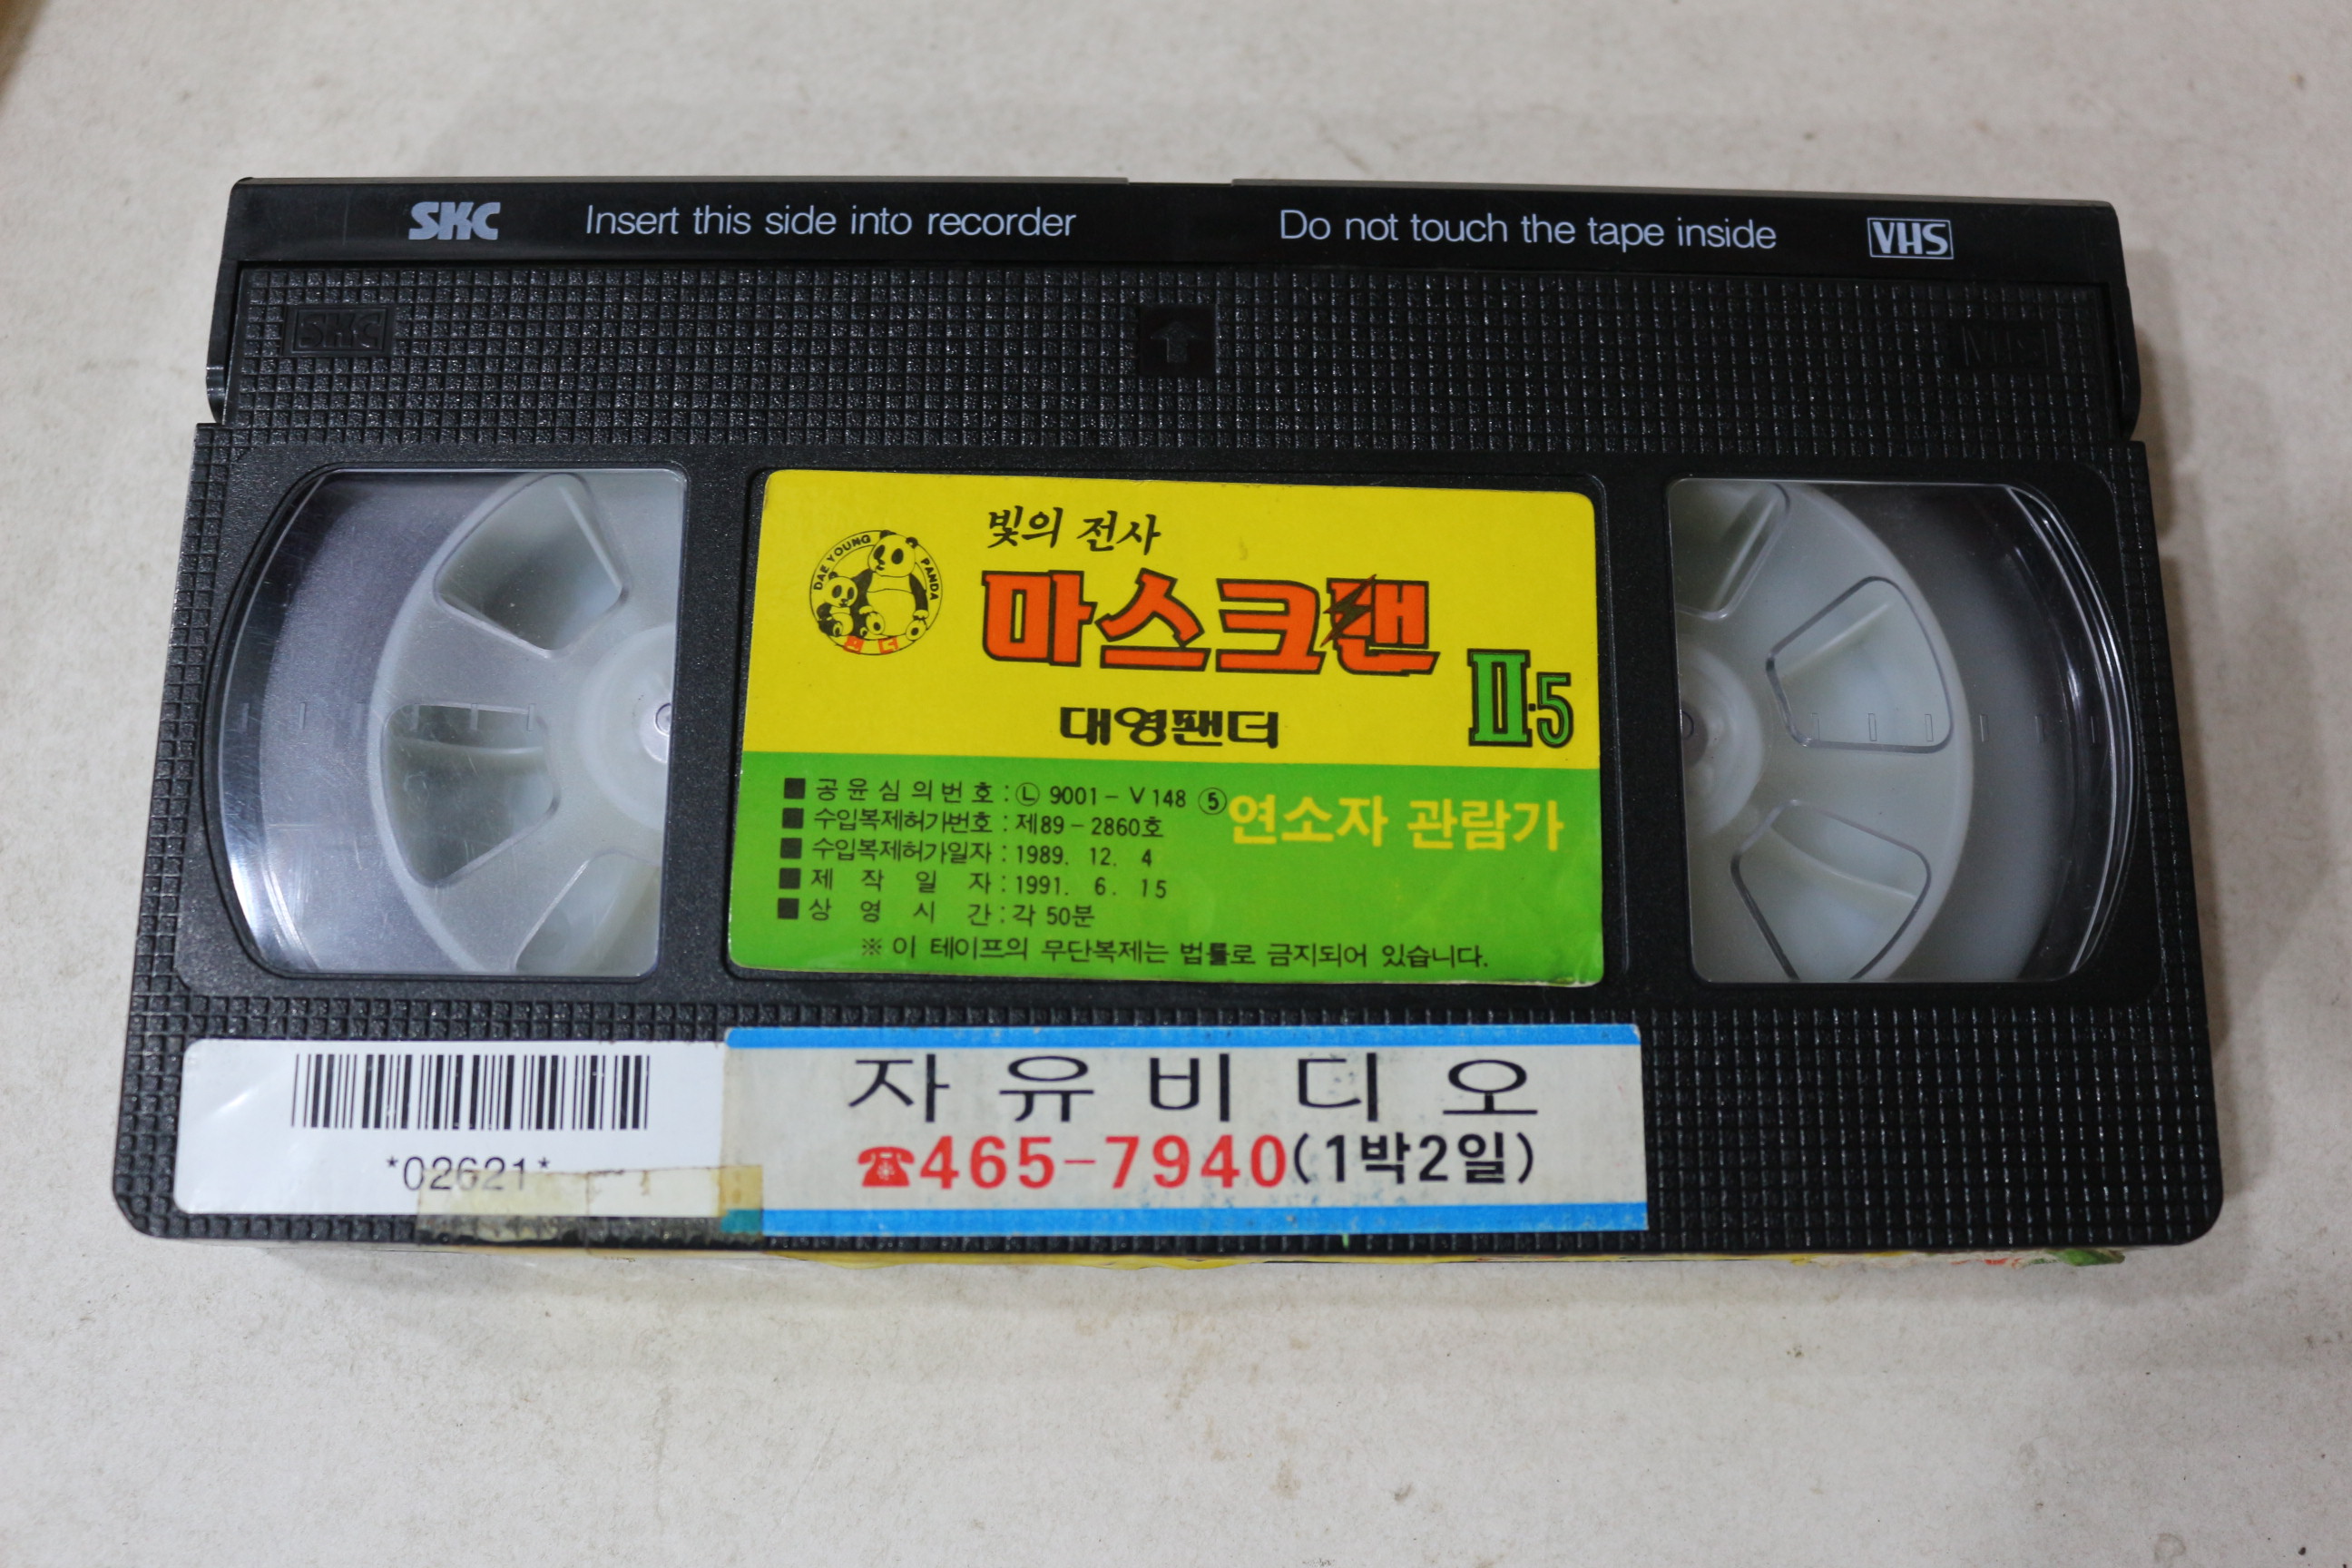 SKC Insert this side into recorder Do not touch the tape inside VHS
SKC
빛의 전사
DAE YOUNG PANDA
팬더
마스크맨
II-5
대영팬더
■ 공윤심의번호 : Ⓛ 9001-V148 ⑤
연소자 관람가
■ 수입복제허가번호 : 제89-2860호
■ 수입복제허가일자 : 1989. 12. 4
■ 제작일자 : 1991. 6. 15
■ 상영시간 : 각 50분
※ 이 테이프의 무단복제는 법률로 금지되어 있습니다.
자유비디오
☎465-7940(1박2일)
*02621*